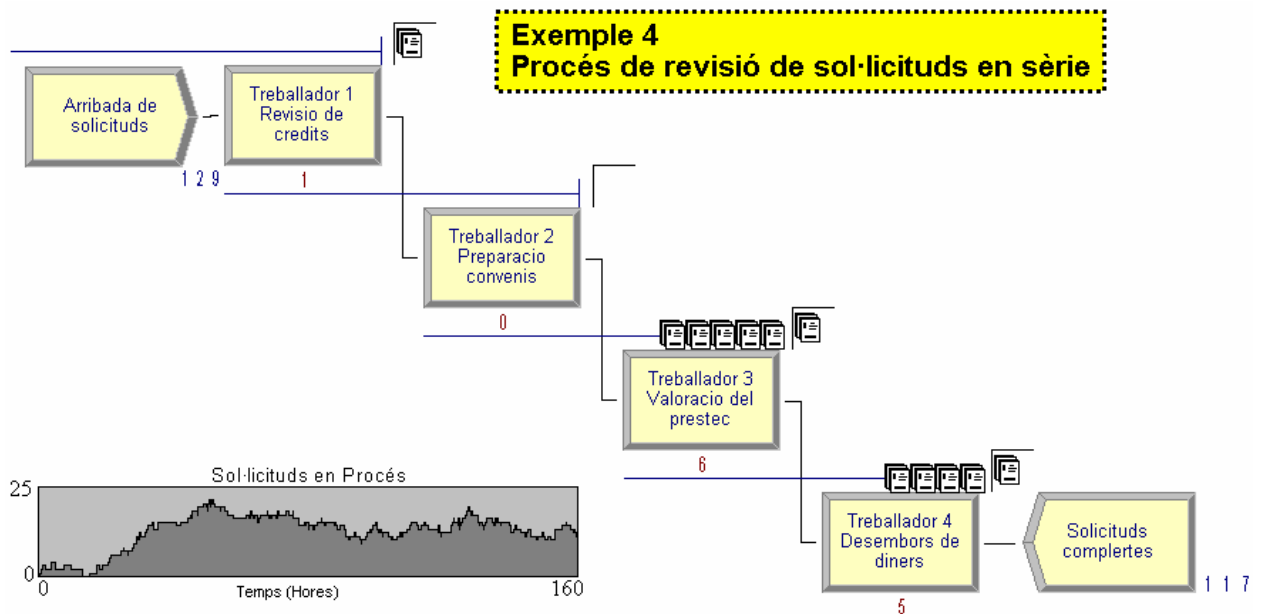 Exemple 4
Procés de revisió de sol·licituds en sèrie
Arribada de
solicituds
1 2 9
Treballador 1
Revisio de
credits
1
Treballador 2
Preparacio
convenis
0
Treballador 3
Valoracio del
prestec
6
Treballador 4
Desembors de
diners
5
Solicituds
complertes
1 1 7
Sol·licituds en Procés
25
0
0
Temps (Hores)
160